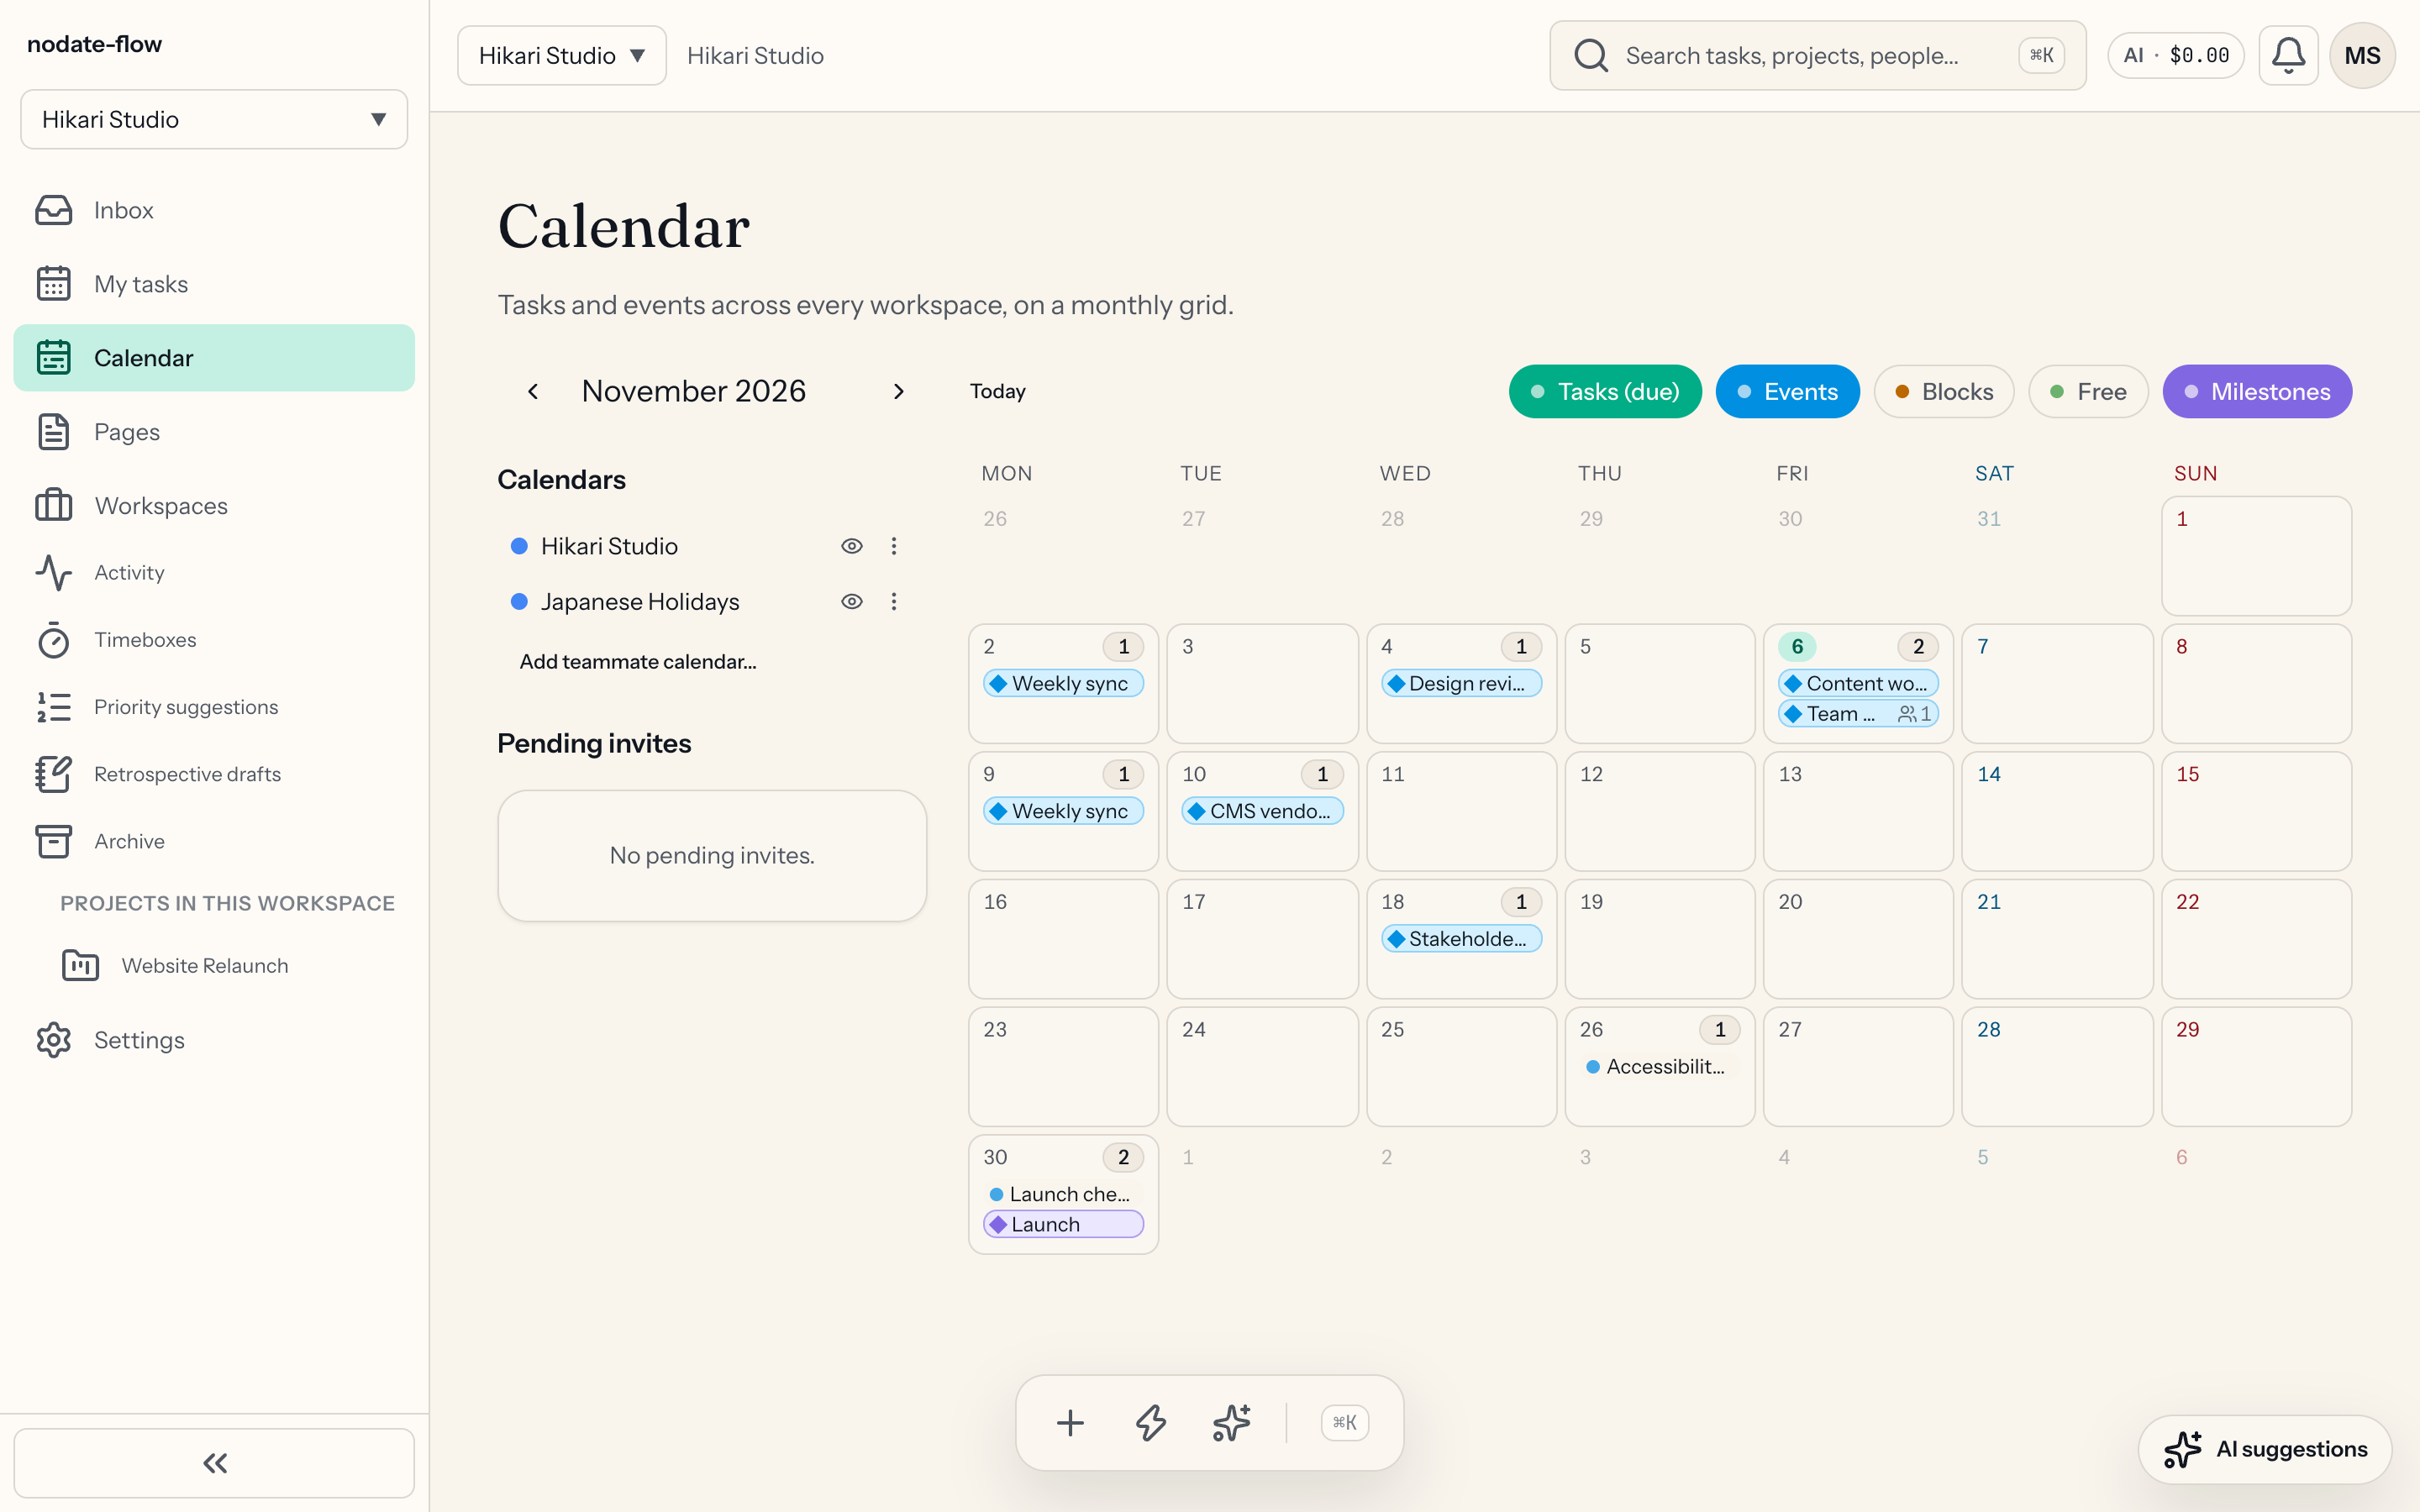 nodate-flow
Hikari Studio ▼
Inbox
My tasks
Calendar
Pages
Workspaces
Activity
Timeboxes
Priority suggestions
Retrospective drafts
Archive
PROJECTS IN THIS WORKSPACE
Website Relaunch
Settings
Hikari Studio ▼ Hikari Studio
Search tasks, projects, people... ⌘K
AI · $0.00
MS
Calendar
Tasks and events across every workspace, on a monthly grid.
November 2026
Today
Tasks (due) Events Blocks Free Milestones
Calendars
Hikari Studio
Japanese Holidays
Add teammate calendar...
Pending invites
No pending invites.
MON TUE WED THU FRI SAT SUN
26 27 28 29 30 31 1
2 1 3 4 1 5 6 2 7 8
Weekly sync Design revi... Content wo...
Team ... 1
9 1 10 1 11 12 13 14 15
Weekly sync CMS vendo...
16 17 18 1 19 20 21 22
Stakeholde...
23 24 25 26 1 27 28 29
Accessibilit...
30 2 1 2 3 4 5 6
Launch che...
Launch
⌘K
AI suggestions